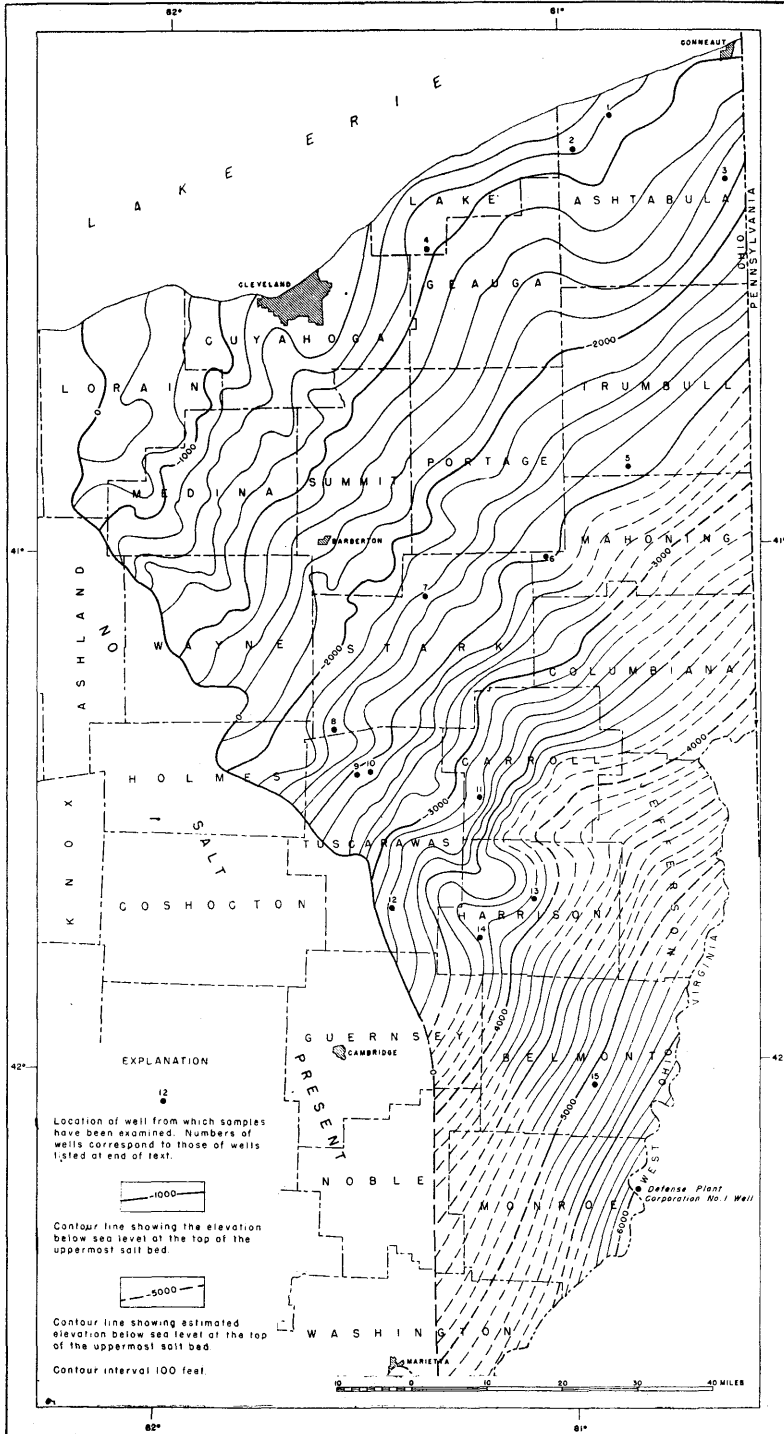 82° 81°
CONNEAUT
LAKE ERIE
1
2
3
LAKE ASHTABULA
4
OHIO
PENNSYLVANIA
CLEVELAND
GEAUGA
CUYAHOGA
-2000
LORAIN
TRUMBULL
0
-1000
PORTAGE
5
MEDINA SUMMIT
BARBERTON
MAHONING
41° 41°
6
-3000
7
ASHLAND
NO
WAYNE
STARK
-2000
COLUMBIANA
0
8
-4000
CARROLL
HOLMES
9 10
11
-3000
KNOX
SALT
JEFFERSON
TUSCARAWAS
COSHOCTON
12
13
HARRISON
14
VIRGINIA
-4000
GUERNSEY
EXPLANATION
CAMBRIDGE
BELMONT
42° 42°
0
PRESENT
OHIO
15
-5000
12
Location of well from which samples
have been examined. Numbers of
wells correspond to those of wells
listed at end of text.
WEST
NOBLE
Defense Plant
Corporation No. 1 Well
-1000
MONROE
-6000
Contour line showing the elevation
below sea level at the top of the
uppermost salt bed.
-5000
Contour line showing estimated
elevation below sea level at the top
of the uppermost salt bed.
WASHINGTON
Contour interval 100 feet.
MARIETTA
10 0 10 20 30 40 MILES
82° 81°